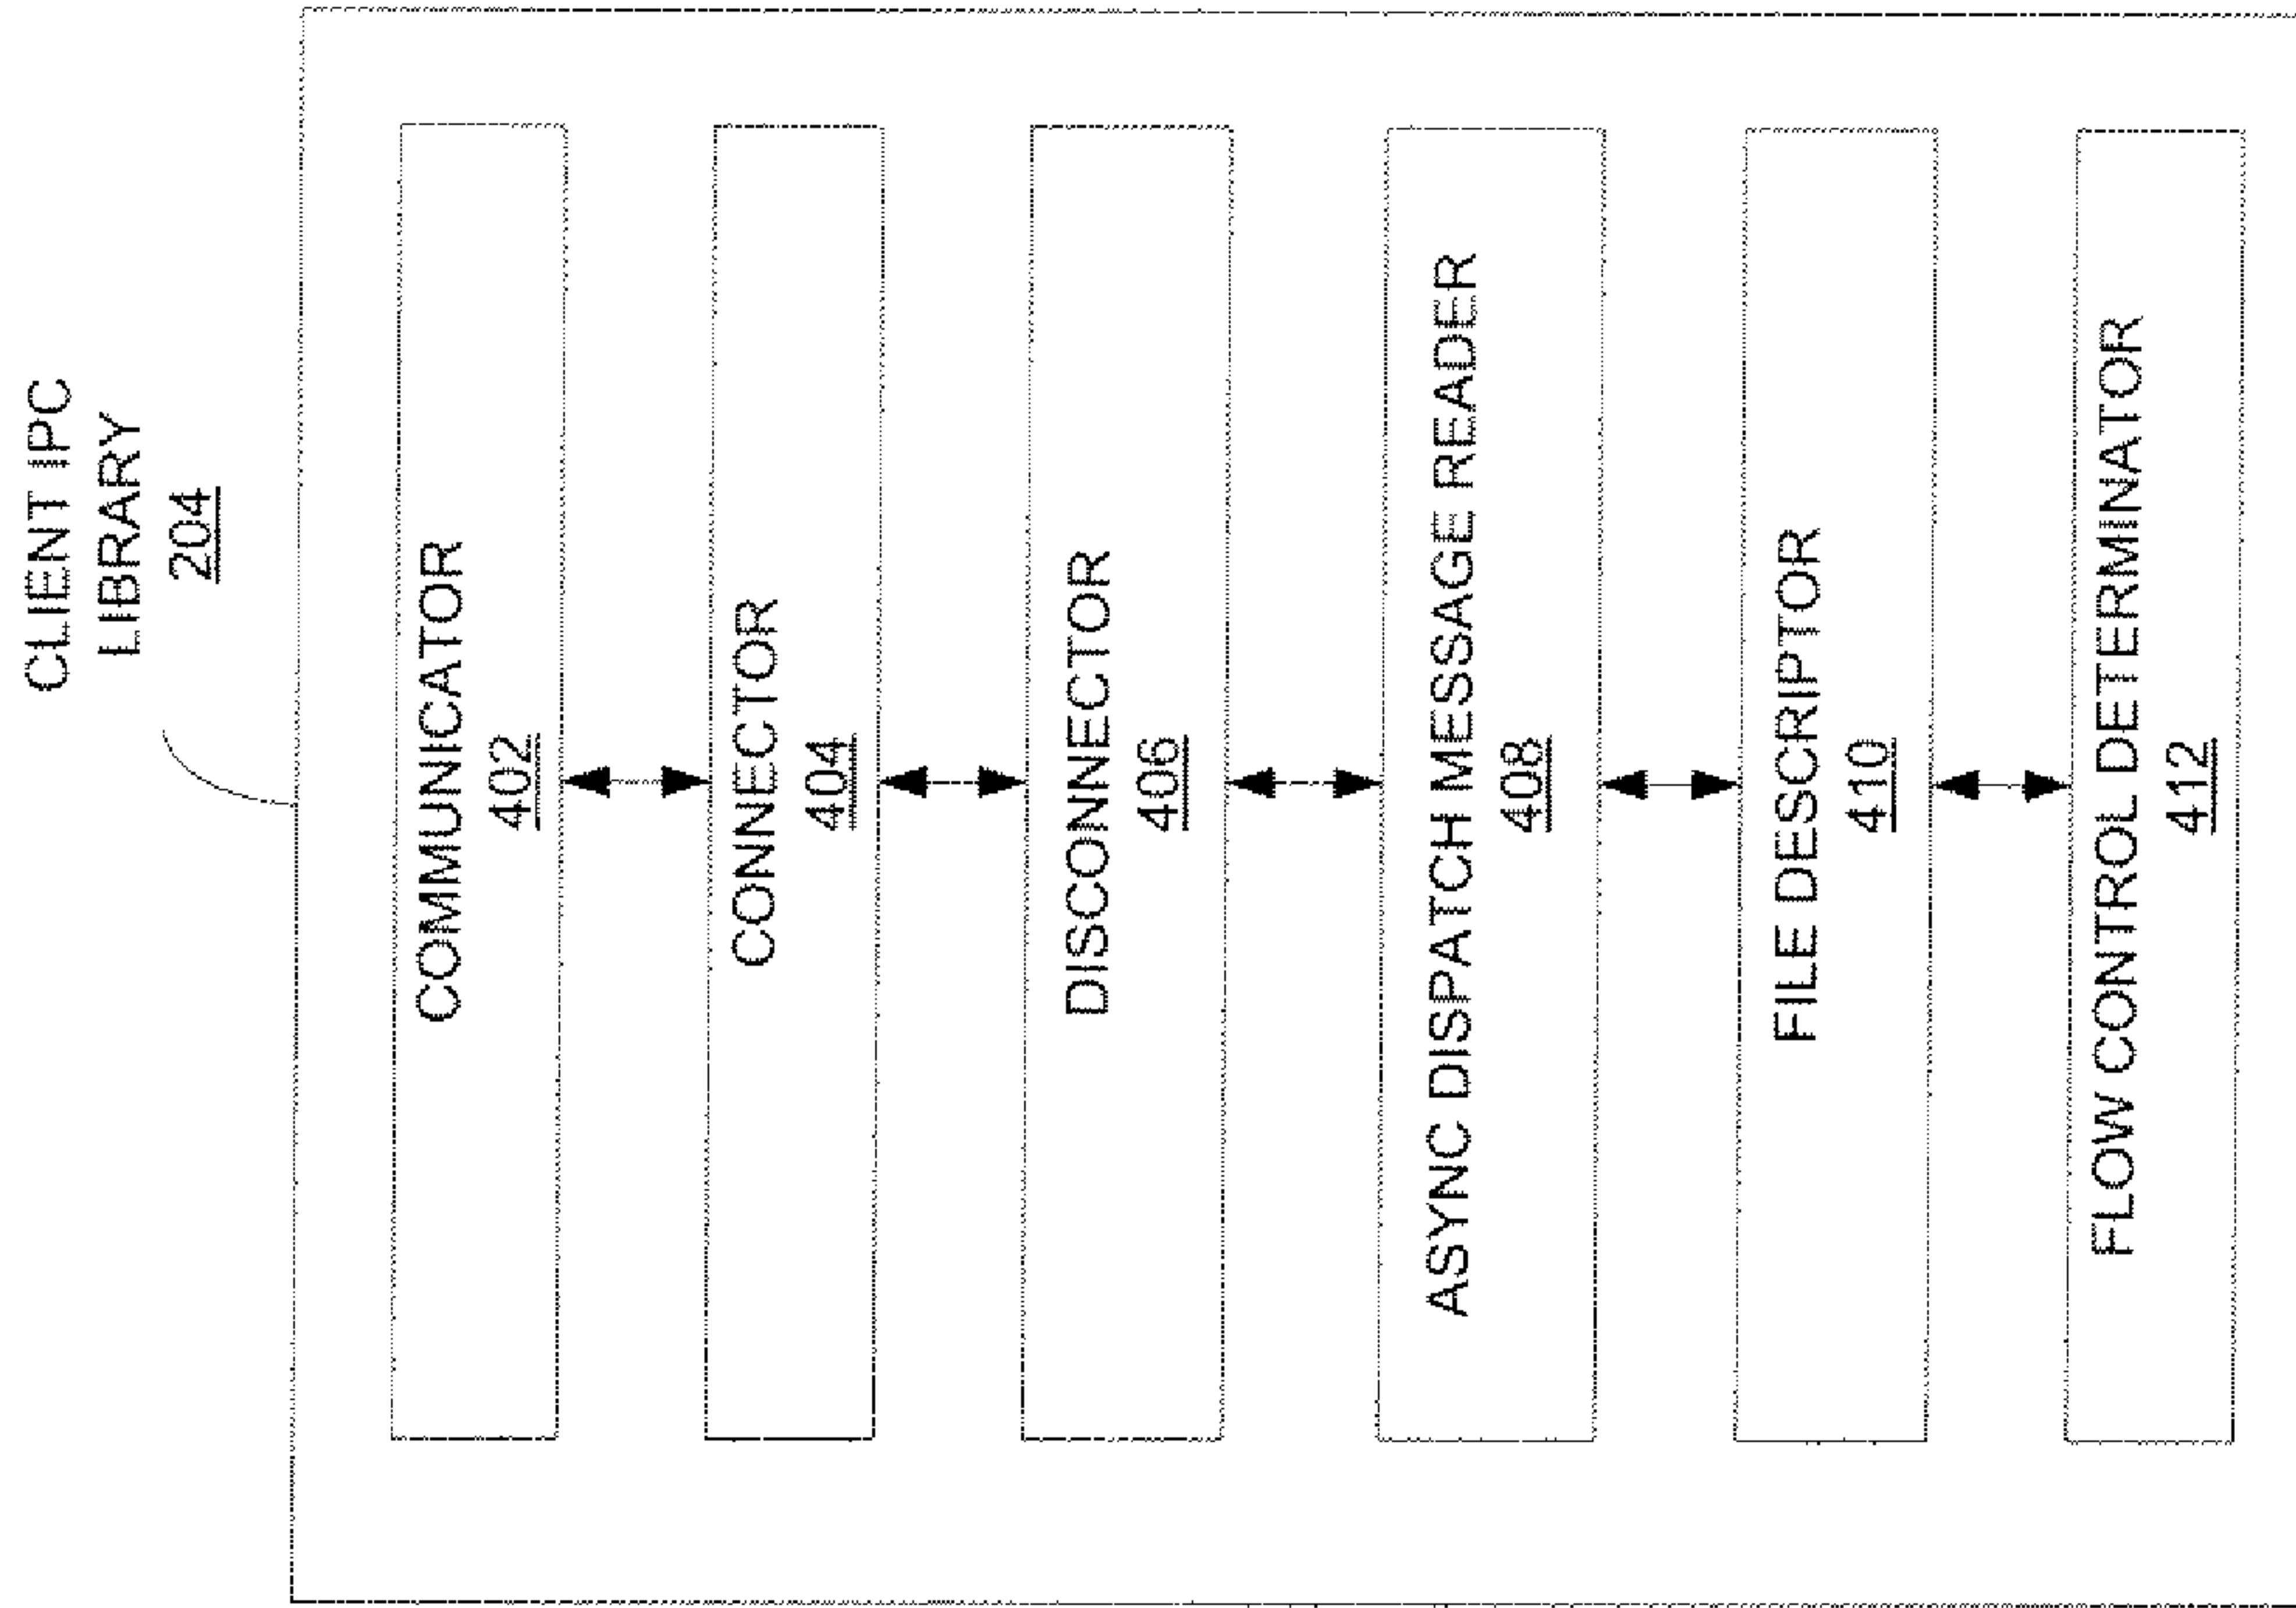 CLIENT IPC
LIBRARY
204
COMMUNICATOR
402
CONNECTOR
404
DISCONNECTOR
406
ASYNC DISPATCH MESSAGE READER
408
FILE DESCRIPTOR
410
FLOW CONTROL DETERMINATOR
412